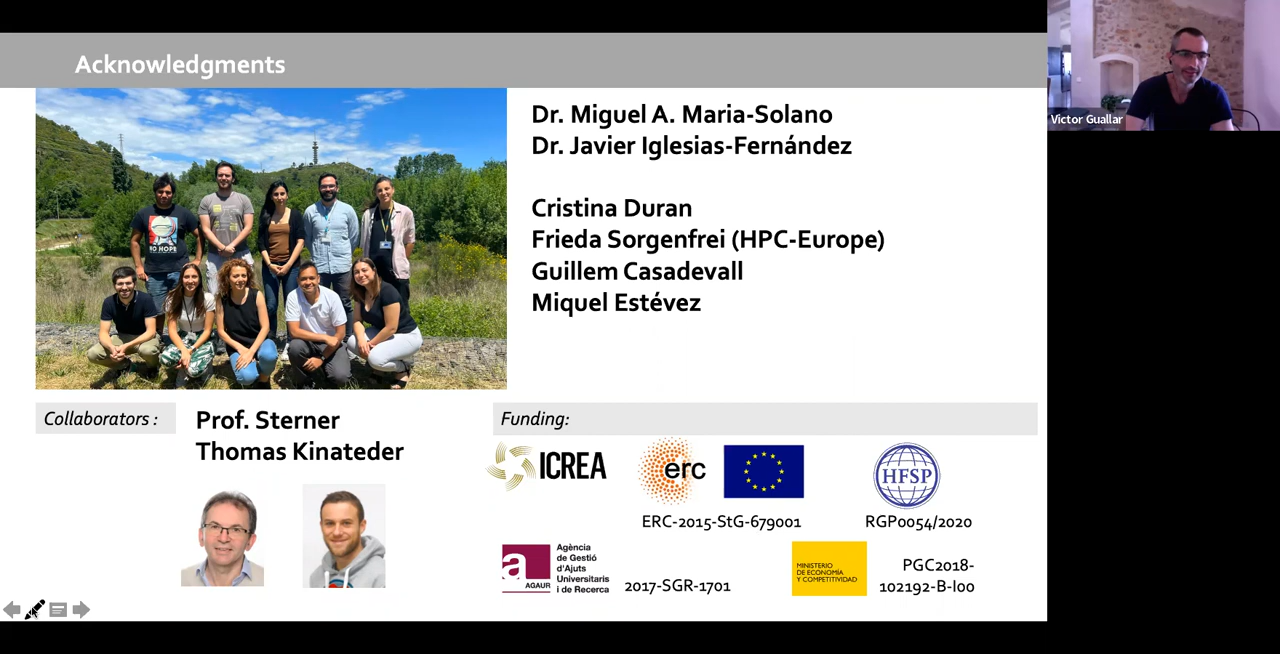 Acknowledgments
Victor Guallar
Dr. Miguel A. Maria-Solano
Dr. Javier Iglesias-Fernández
Cristina Duran
Frieda Sorgenfrei (HPC-Europe)
Guillem Casadevall
Miquel Estévez
NO HOPE
Collaborators :
Prof. Sterner
Thomas Kinateder
Funding:
ICREA
erc
HFSP
ERC-2015-StG-679001
RGP0054/2020
a
AGAUR
Agència
de Gestió
d'Ajuts
Universitaris
i de Recerca
2017-SGR-1701
MINISTERIO
DE ECONOMÍA
Y COMPETITIVIDAD
PGC2018-
102192-B-I00